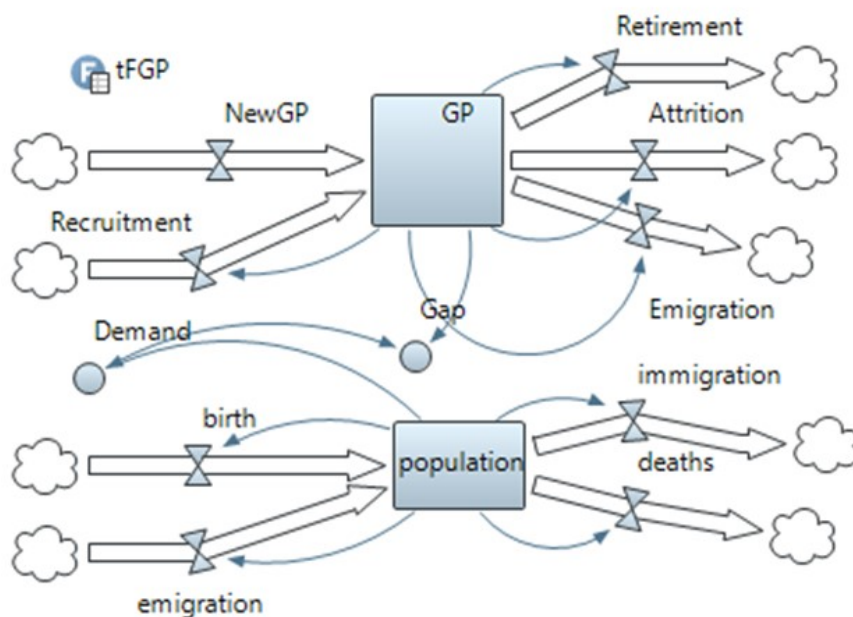 Retirement
tFGP
NewGP
GP
Attrition
Recruitment
Gap
Emigration
Demand
immigration
birth
population
deaths
emigration